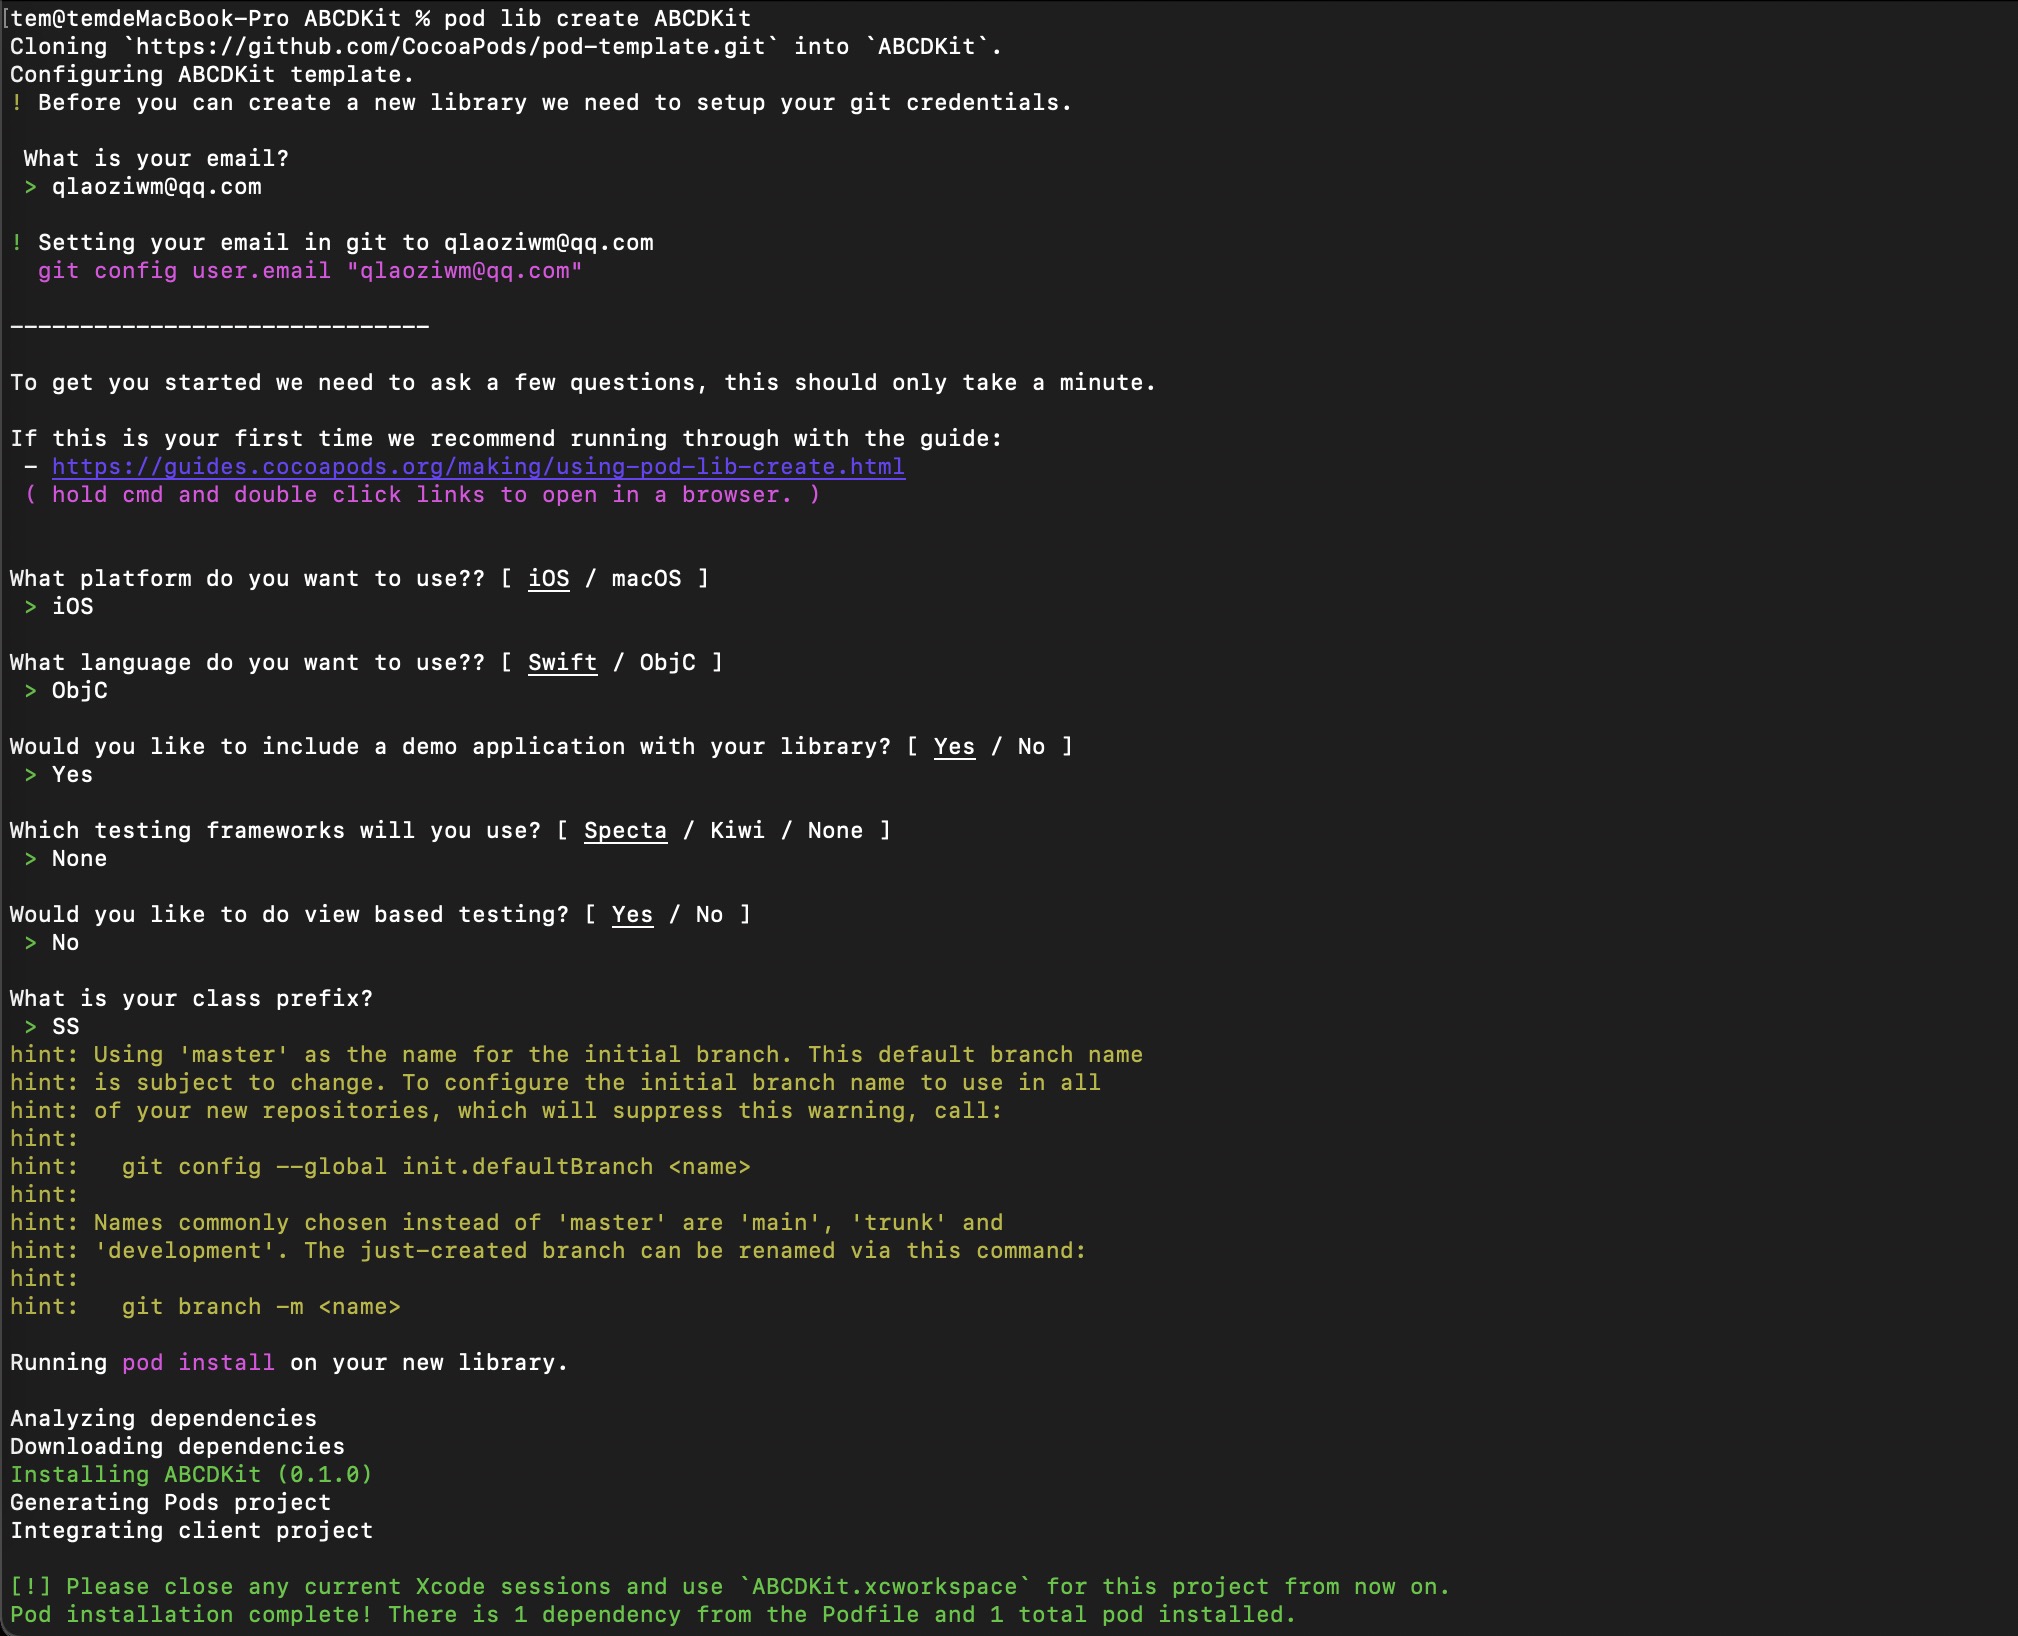 [tem@temdeMacBook-Pro ABCDKit % pod lib create ABCDKit
Cloning `https://github.com/CocoaPods/pod-template.git` into `ABCDKit`.
Configuring ABCDKit template.
! Before you can create a new library we need to setup your git credentials.
What is your email?
> qlaoziwm@qq.com
! Setting your email in git to qlaoziwm@qq.com
git config user.email "qlaoziwm@qq.com"
------------------------------
To get you started we need to ask a few questions, this should only take a minute.
If this is your first time we recommend running through with the guide:
- https://guides.cocoapods.org/making/using-pod-lib-create.html
( hold cmd and double click links to open in a browser. )
What platform do you want to use?? [ iOS / macOS ]
> iOS
What language do you want to use?? [ Swift / ObjC ]
> ObjC
Would you like to include a demo application with your library? [ Yes / No ]
> Yes
Which testing frameworks will you use? [ Specta / Kiwi / None ]
> None
Would you like to do view based testing? [ Yes / No ]
> No
What is your class prefix?
> SS
hint: Using 'master' as the name for the initial branch. This default branch name
hint: is subject to change. To configure the initial branch name to use in all
hint: of your new repositories, which will suppress this warning, call:
hint:
hint:   git config --global init.defaultBranch <name>
hint:
hint: Names commonly chosen instead of 'master' are 'main', 'trunk' and
hint: 'development'. The just-created branch can be renamed via this command:
hint:
hint:   git branch -m <name>
Running pod install on your new library.
Analyzing dependencies
Downloading dependencies
Installing ABCDKit (0.1.0)
Generating Pods project
Integrating client project
[!] Please close any current Xcode sessions and use `ABCDKit.xcworkspace` for this project from now on.
Pod installation complete! There is 1 dependency from the Podfile and 1 total pod installed.